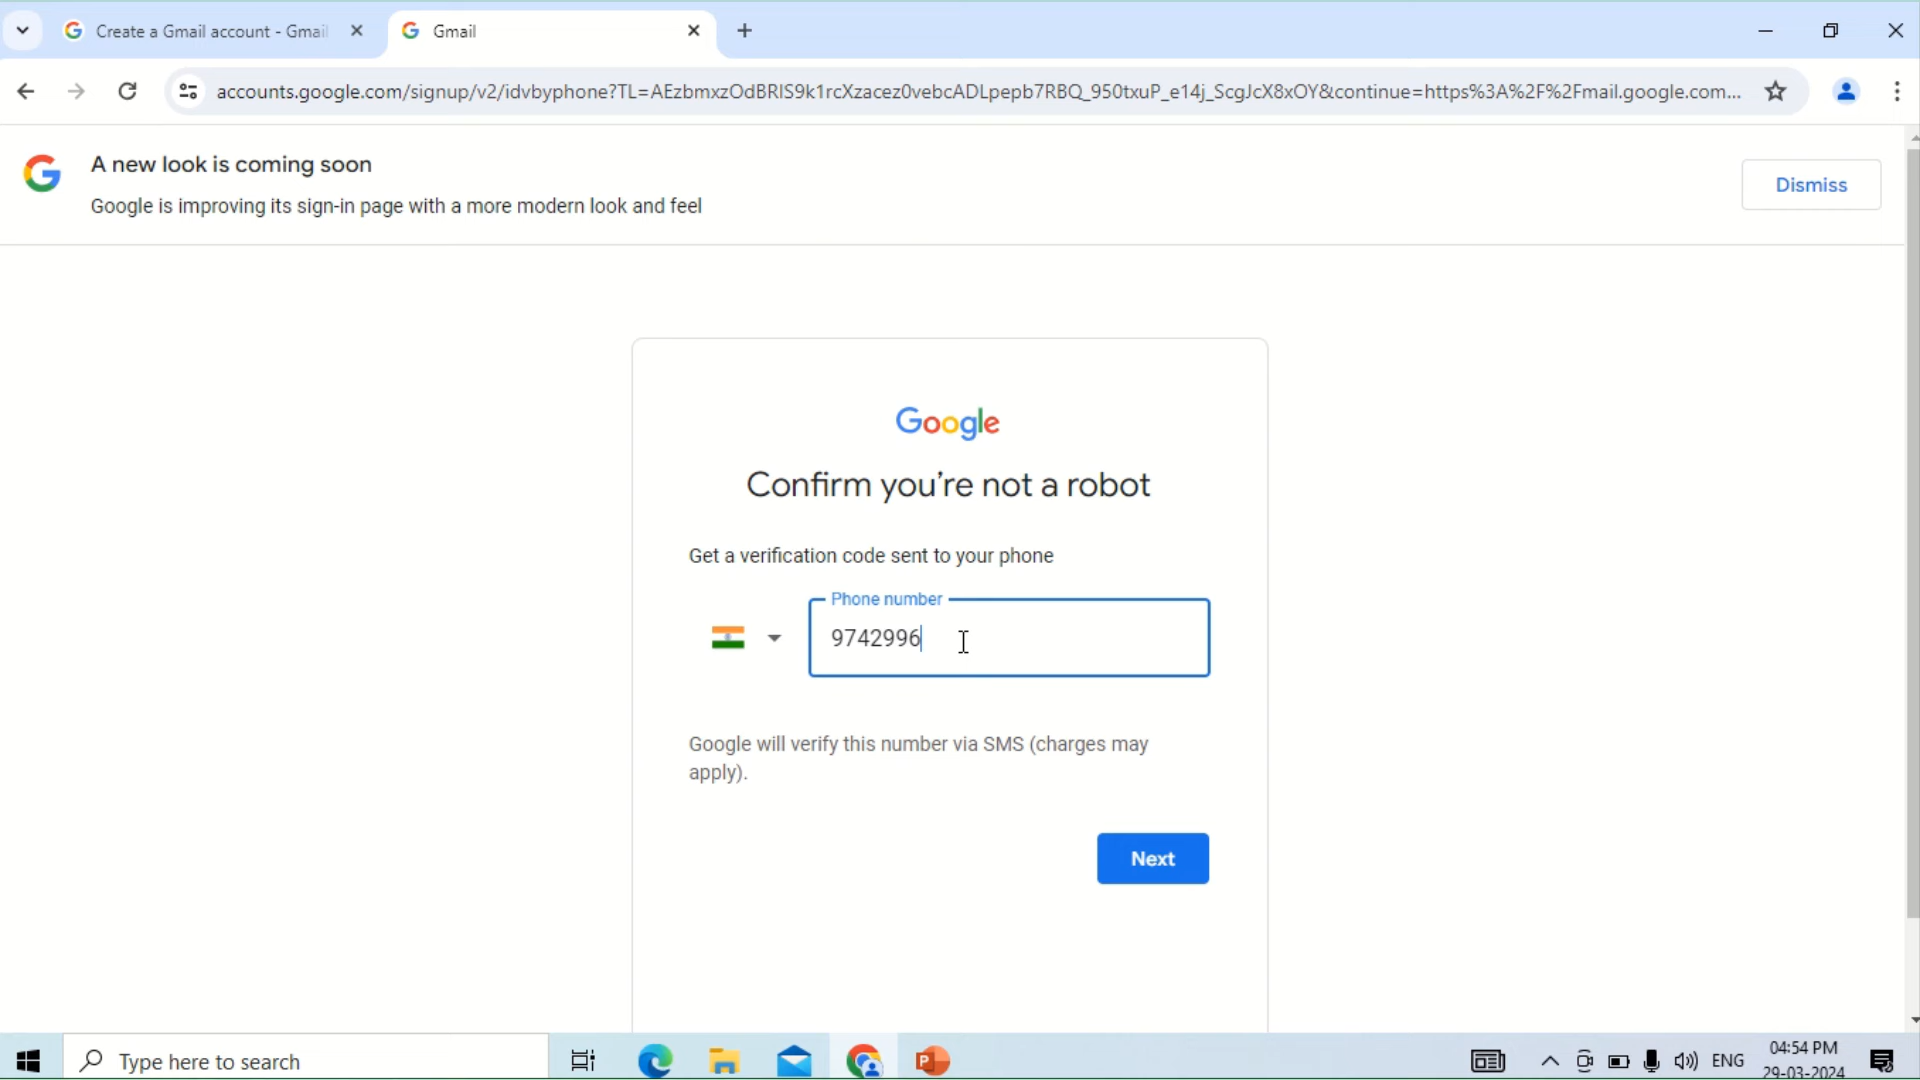 Create a Gmail account - Gmail
Gmail
accounts.google.com/signup/v2/idvbyphone?TL=AEzbmxzOdBRIS9k1rcXzacez0vebcADLpepb7RBQ_950txuP_e14j_ScgJcX8xOY&continue=https%3A%2F%2Fmail.google.com...
A new look is coming soon
Google is improving its sign-in page with a more modern look and feel
Dismiss
Google
Confirm you're not a robot
Get a verification code sent to your phone
Phone number
9742996
Google will verify this number via SMS (charges may
apply).
Next
Type here to search
ENG
04:54 PM
29-03-2024